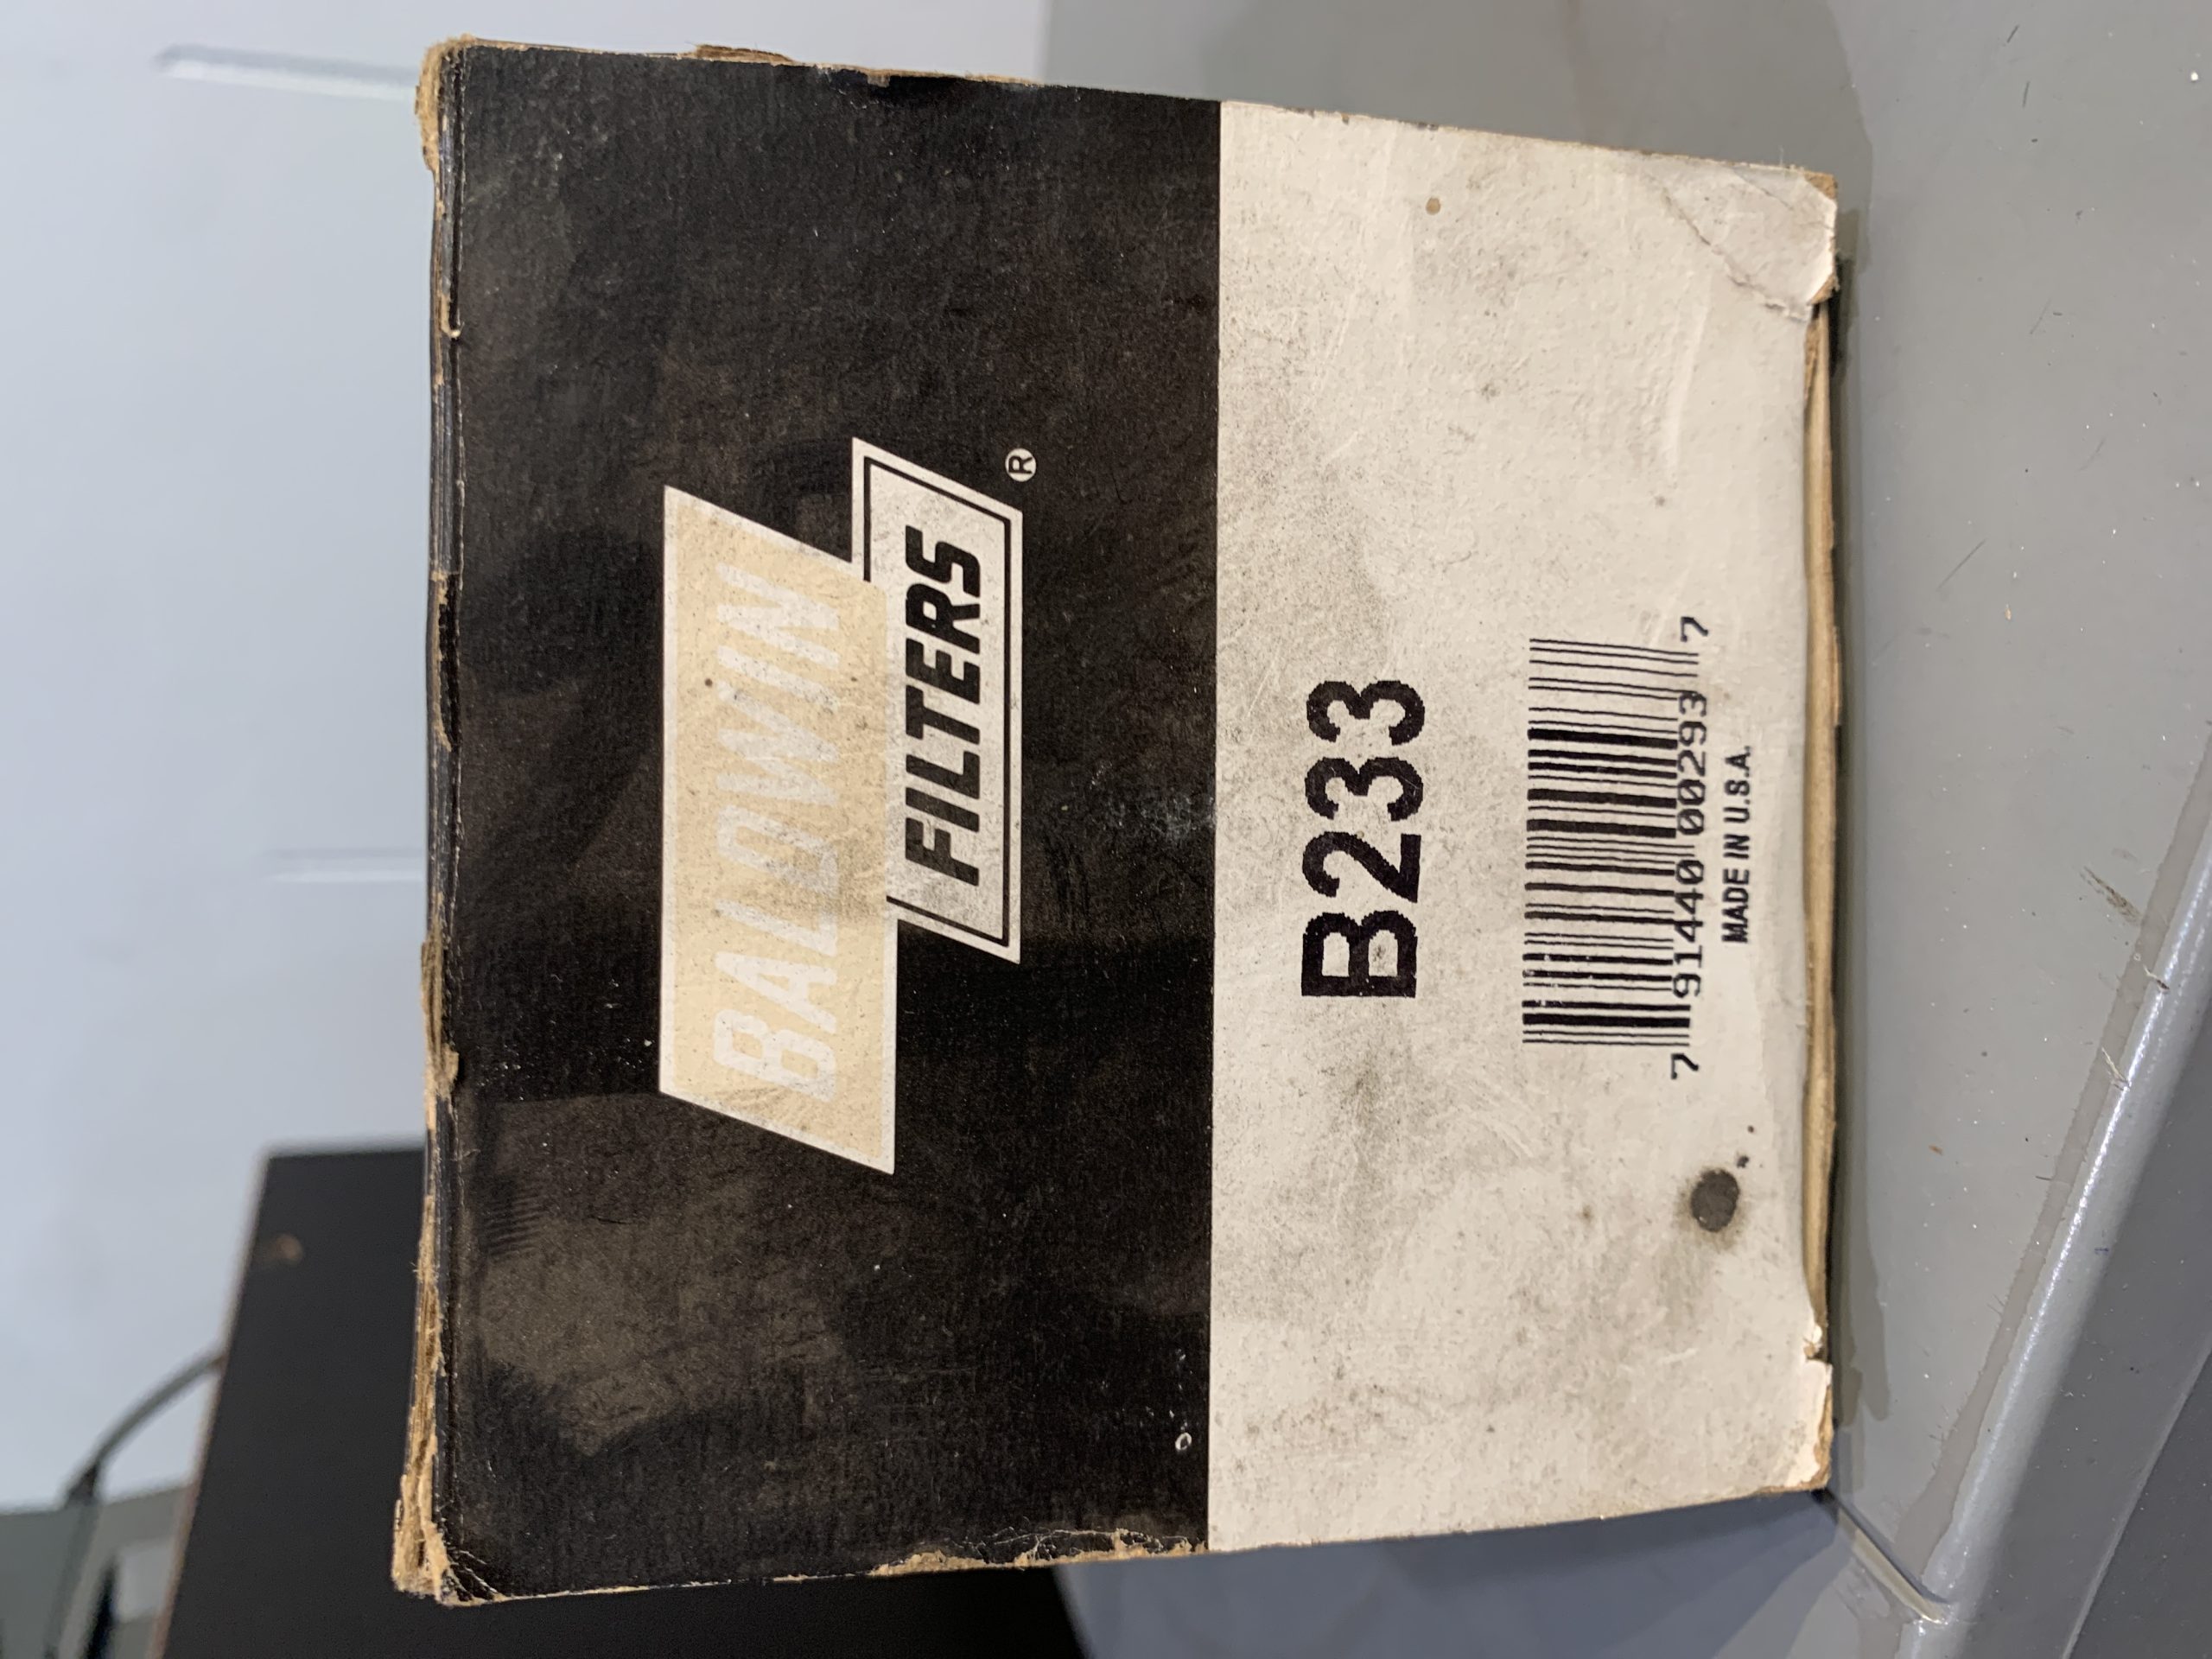 BALDWIN
FILTERS ®
B233
7 91440 00293 7
MADE IN U.S.A.